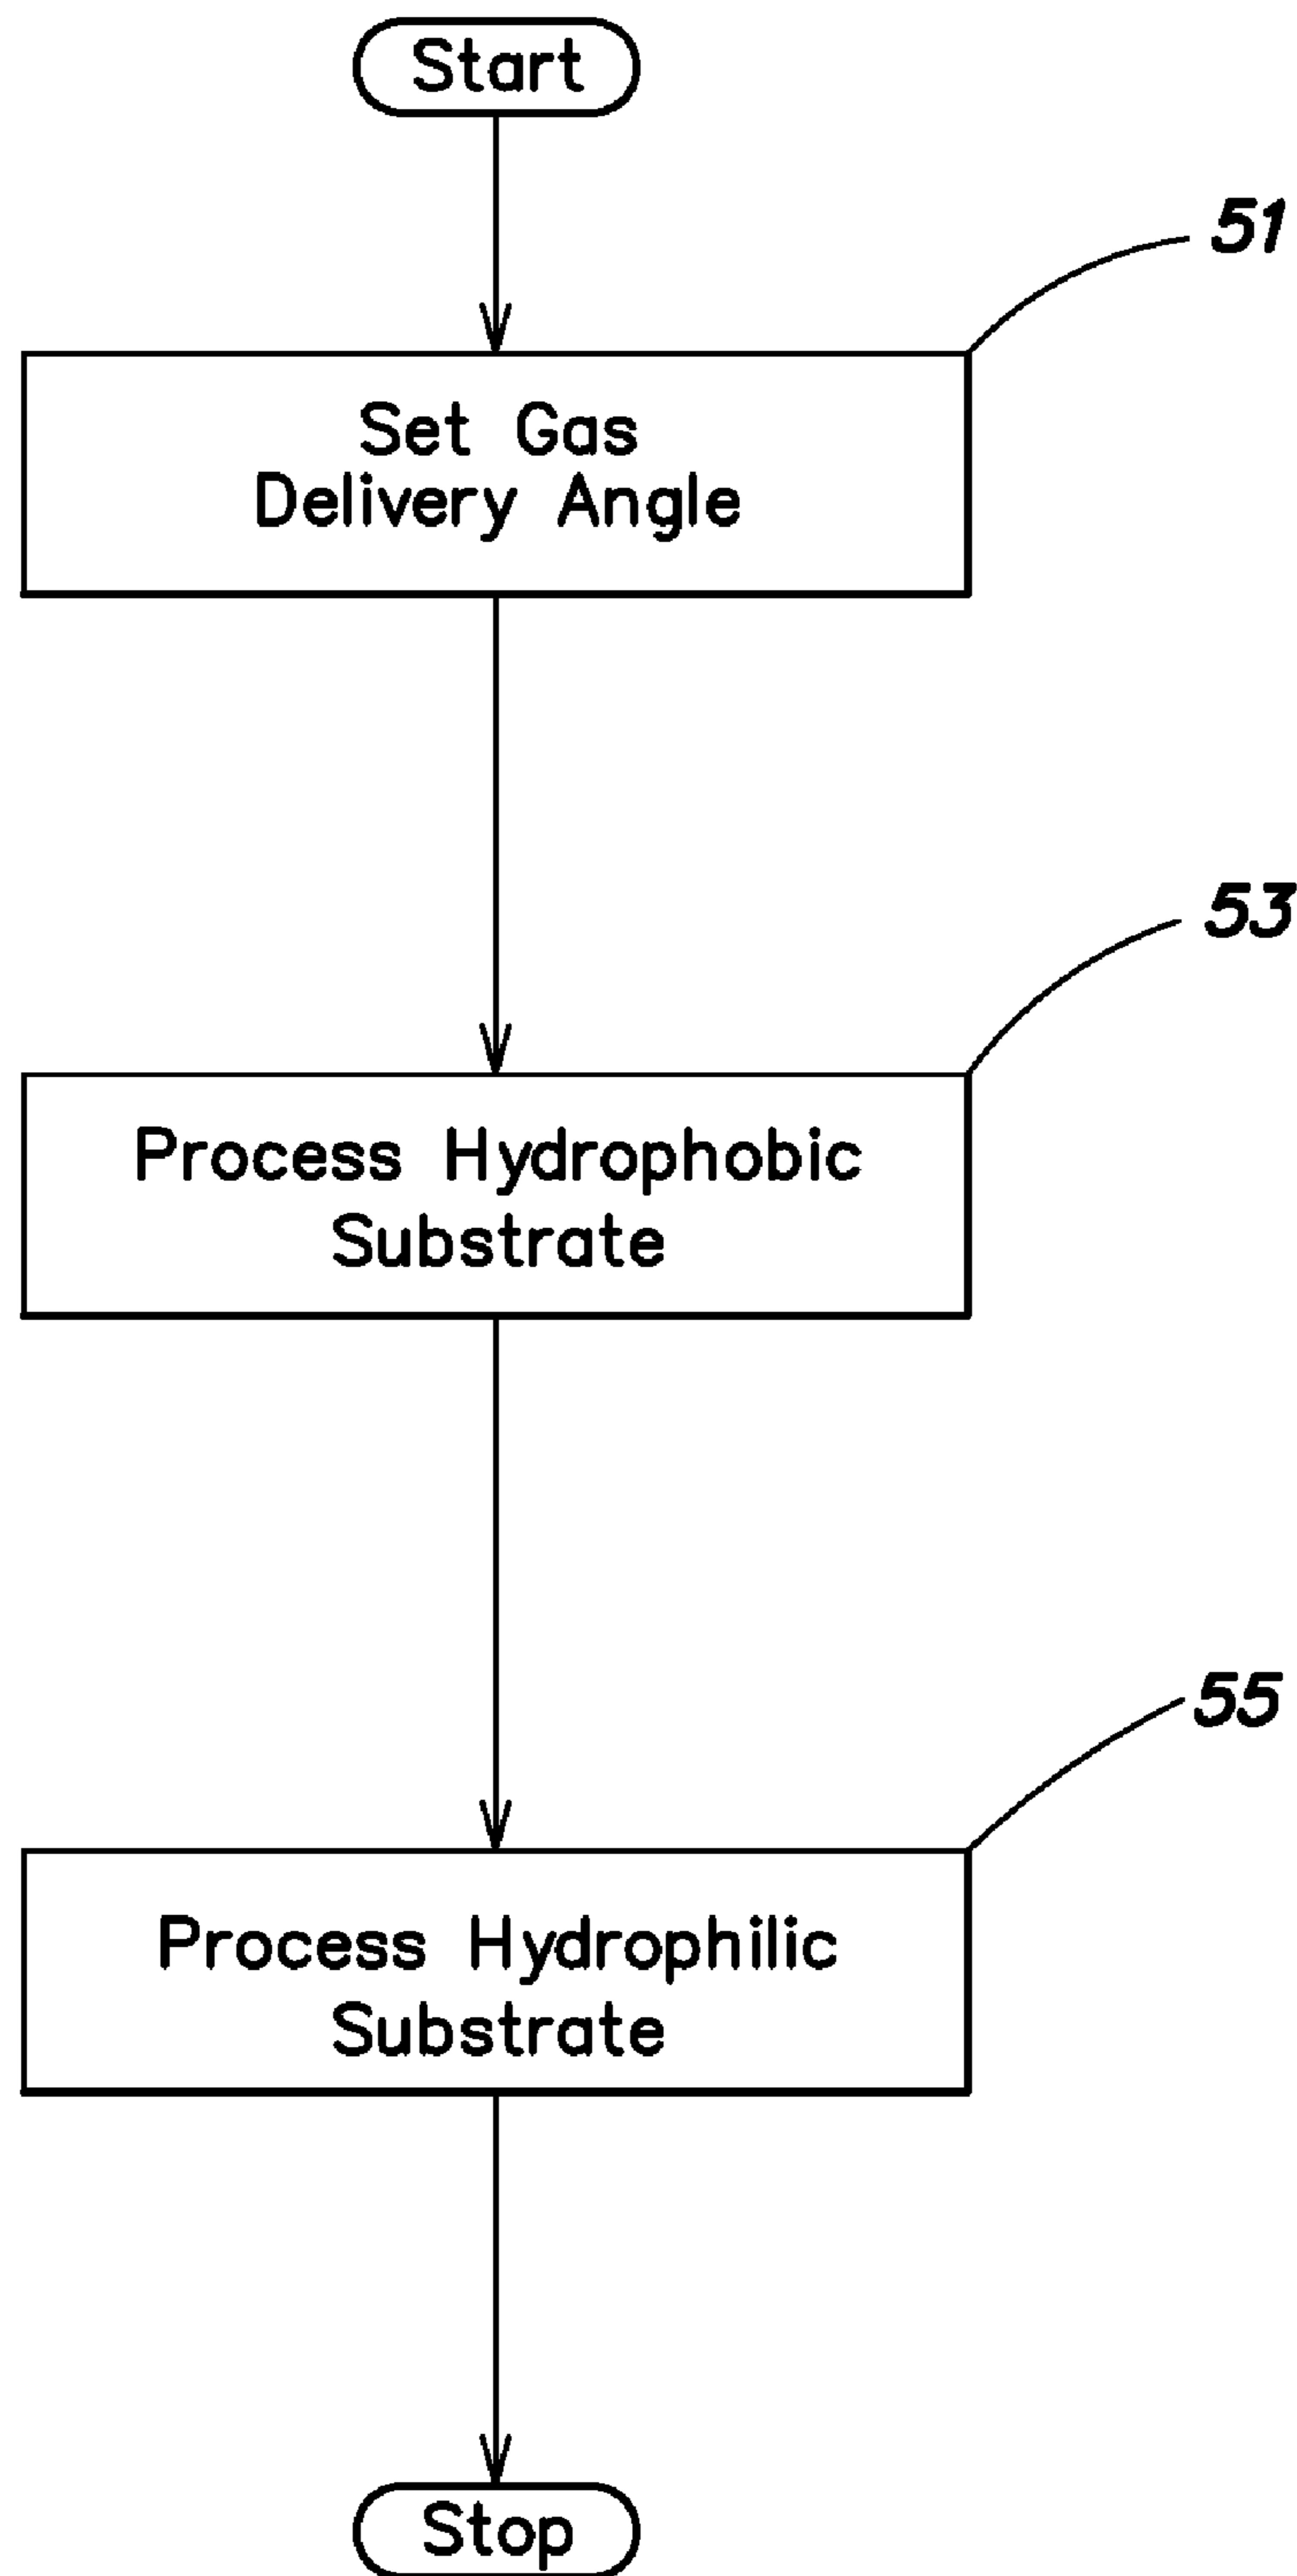 Start
51
Set Gas
Delivery Angle
53
Process Hydrophobic
Substrate
55
Process Hydrophilic
Substrate
Stop